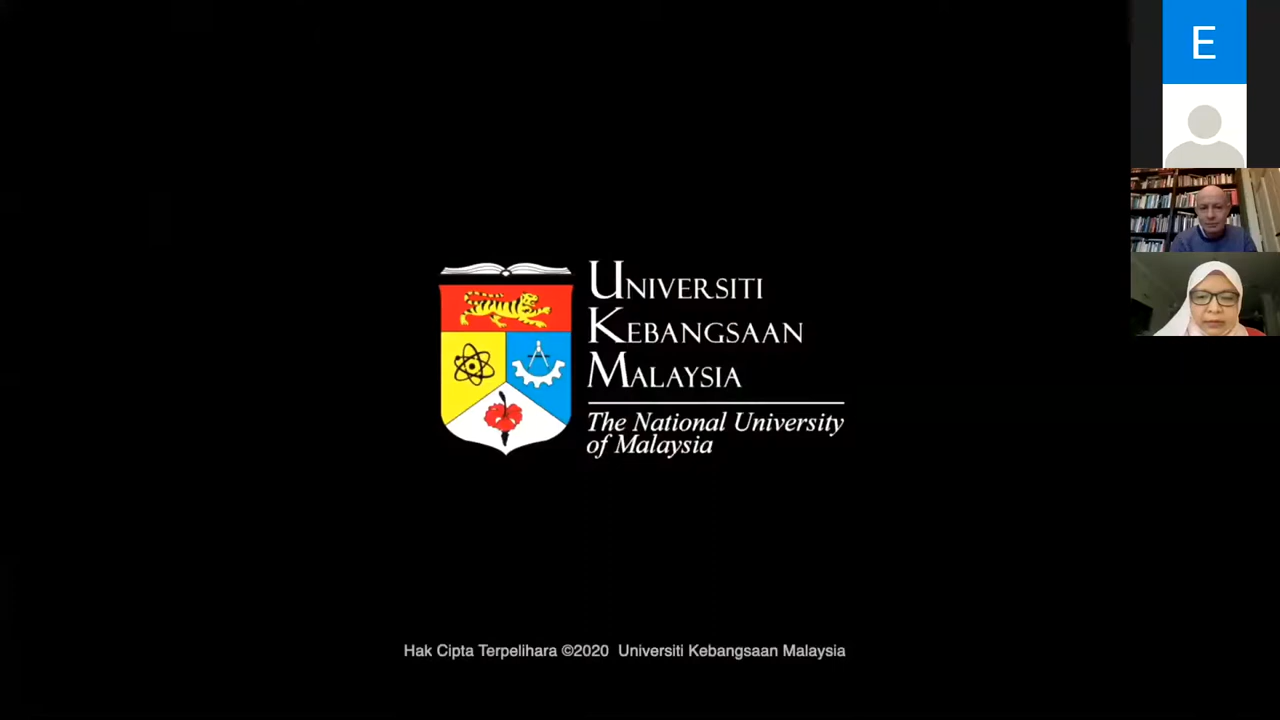 E
Universiti
Kebangsaan
Malaysia
The National University
of Malaysia
Hak Cipta Terpelihara ©2020 Universiti Kebangsaan Malaysia